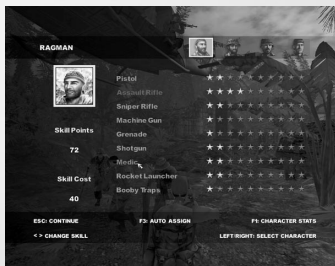 RAGMAN
Pistol
Assault Rifle
Sniper Rifle
Machine Gun
Grenade
Shotgun
Medic
Rocket Launcher
Booby Traps
Skill Points
72
Skill Cost
40
ESC: CONTINUE
F3: AUTO ASSIGN
F1: CHARACTER STATS
< > CHANGE SKILL
LEFT/RIGHT: SELECT CHARACTER